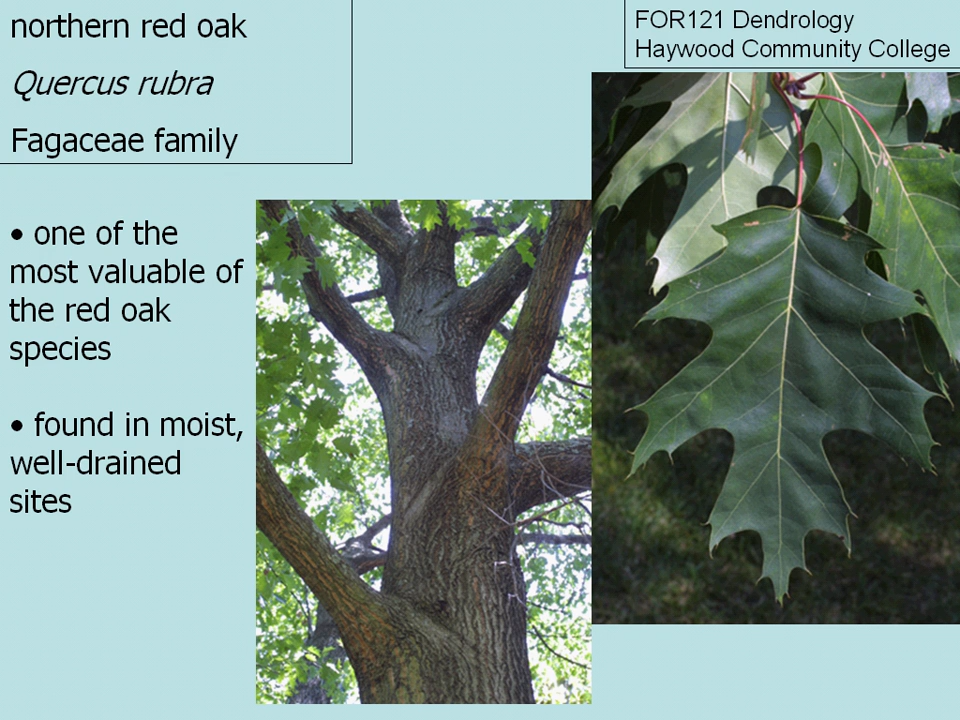 northern red oak
Quercus rubra
Fagaceae family
FOR121 Dendrology
Haywood Community College
• one of the
most valuable of
the red oak
species
• found in moist,
well-drained
sites